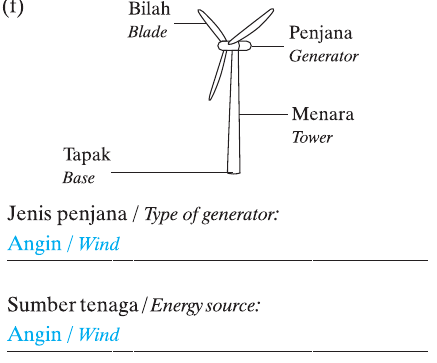 (f)
Bilah
Blade
Penjana
Generator
Menara
Tower
Tapak
Base
Jenis penjana / Type of generator:
Angin / Wind
Sumber tenaga / Energy source:
Angin / Wind